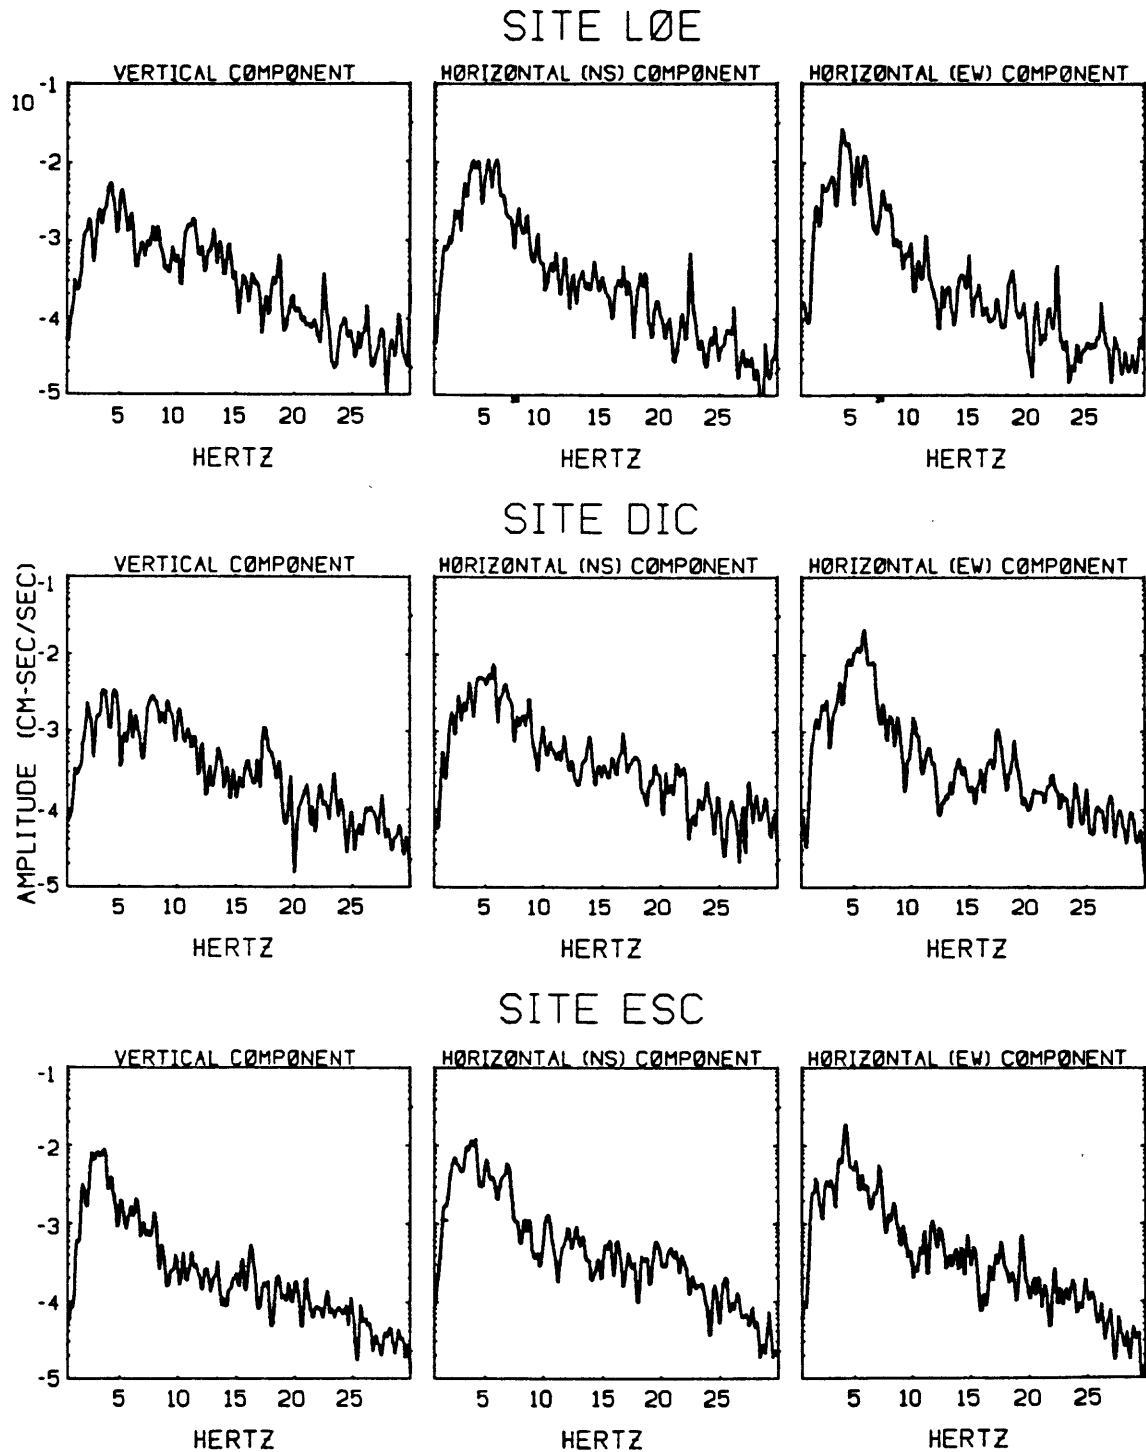 SITE LØE
VERTICAL CØMPØNENT
HØRIZØNTAL (NS) CØMPØNENT
HØRIZØNTAL (EW) CØMPØNENT
10 -1
-2
-3
-4
-5
5 10 15 20 25
5 10 15 20 25
5 10 15 20 25
HERTZ
HERTZ
HERTZ
SITE DIC
VERTICAL CØMPØNENT
HØRIZØNTAL (NS) CØMPØNENT
HØRIZØNTAL (EW) CØMPØNENT
AMPLITUDE (CM-SEC/SEC)
-1
-2
-3
-4
-5
5 10 15 20 25
5 10 15 20 25
5 10 15 20 25
HERTZ
HERTZ
HERTZ
SITE ESC
VERTICAL CØMPØNENT
HØRIZØNTAL (NS) CØMPØNENT
HØRIZØNTAL (EW) CØMPØNENT
-1
-2
-3
-4
-5
5 10 15 20 25
5 10 15 20 25
5 10 15 20 25
HERTZ
HERTZ
HERTZ